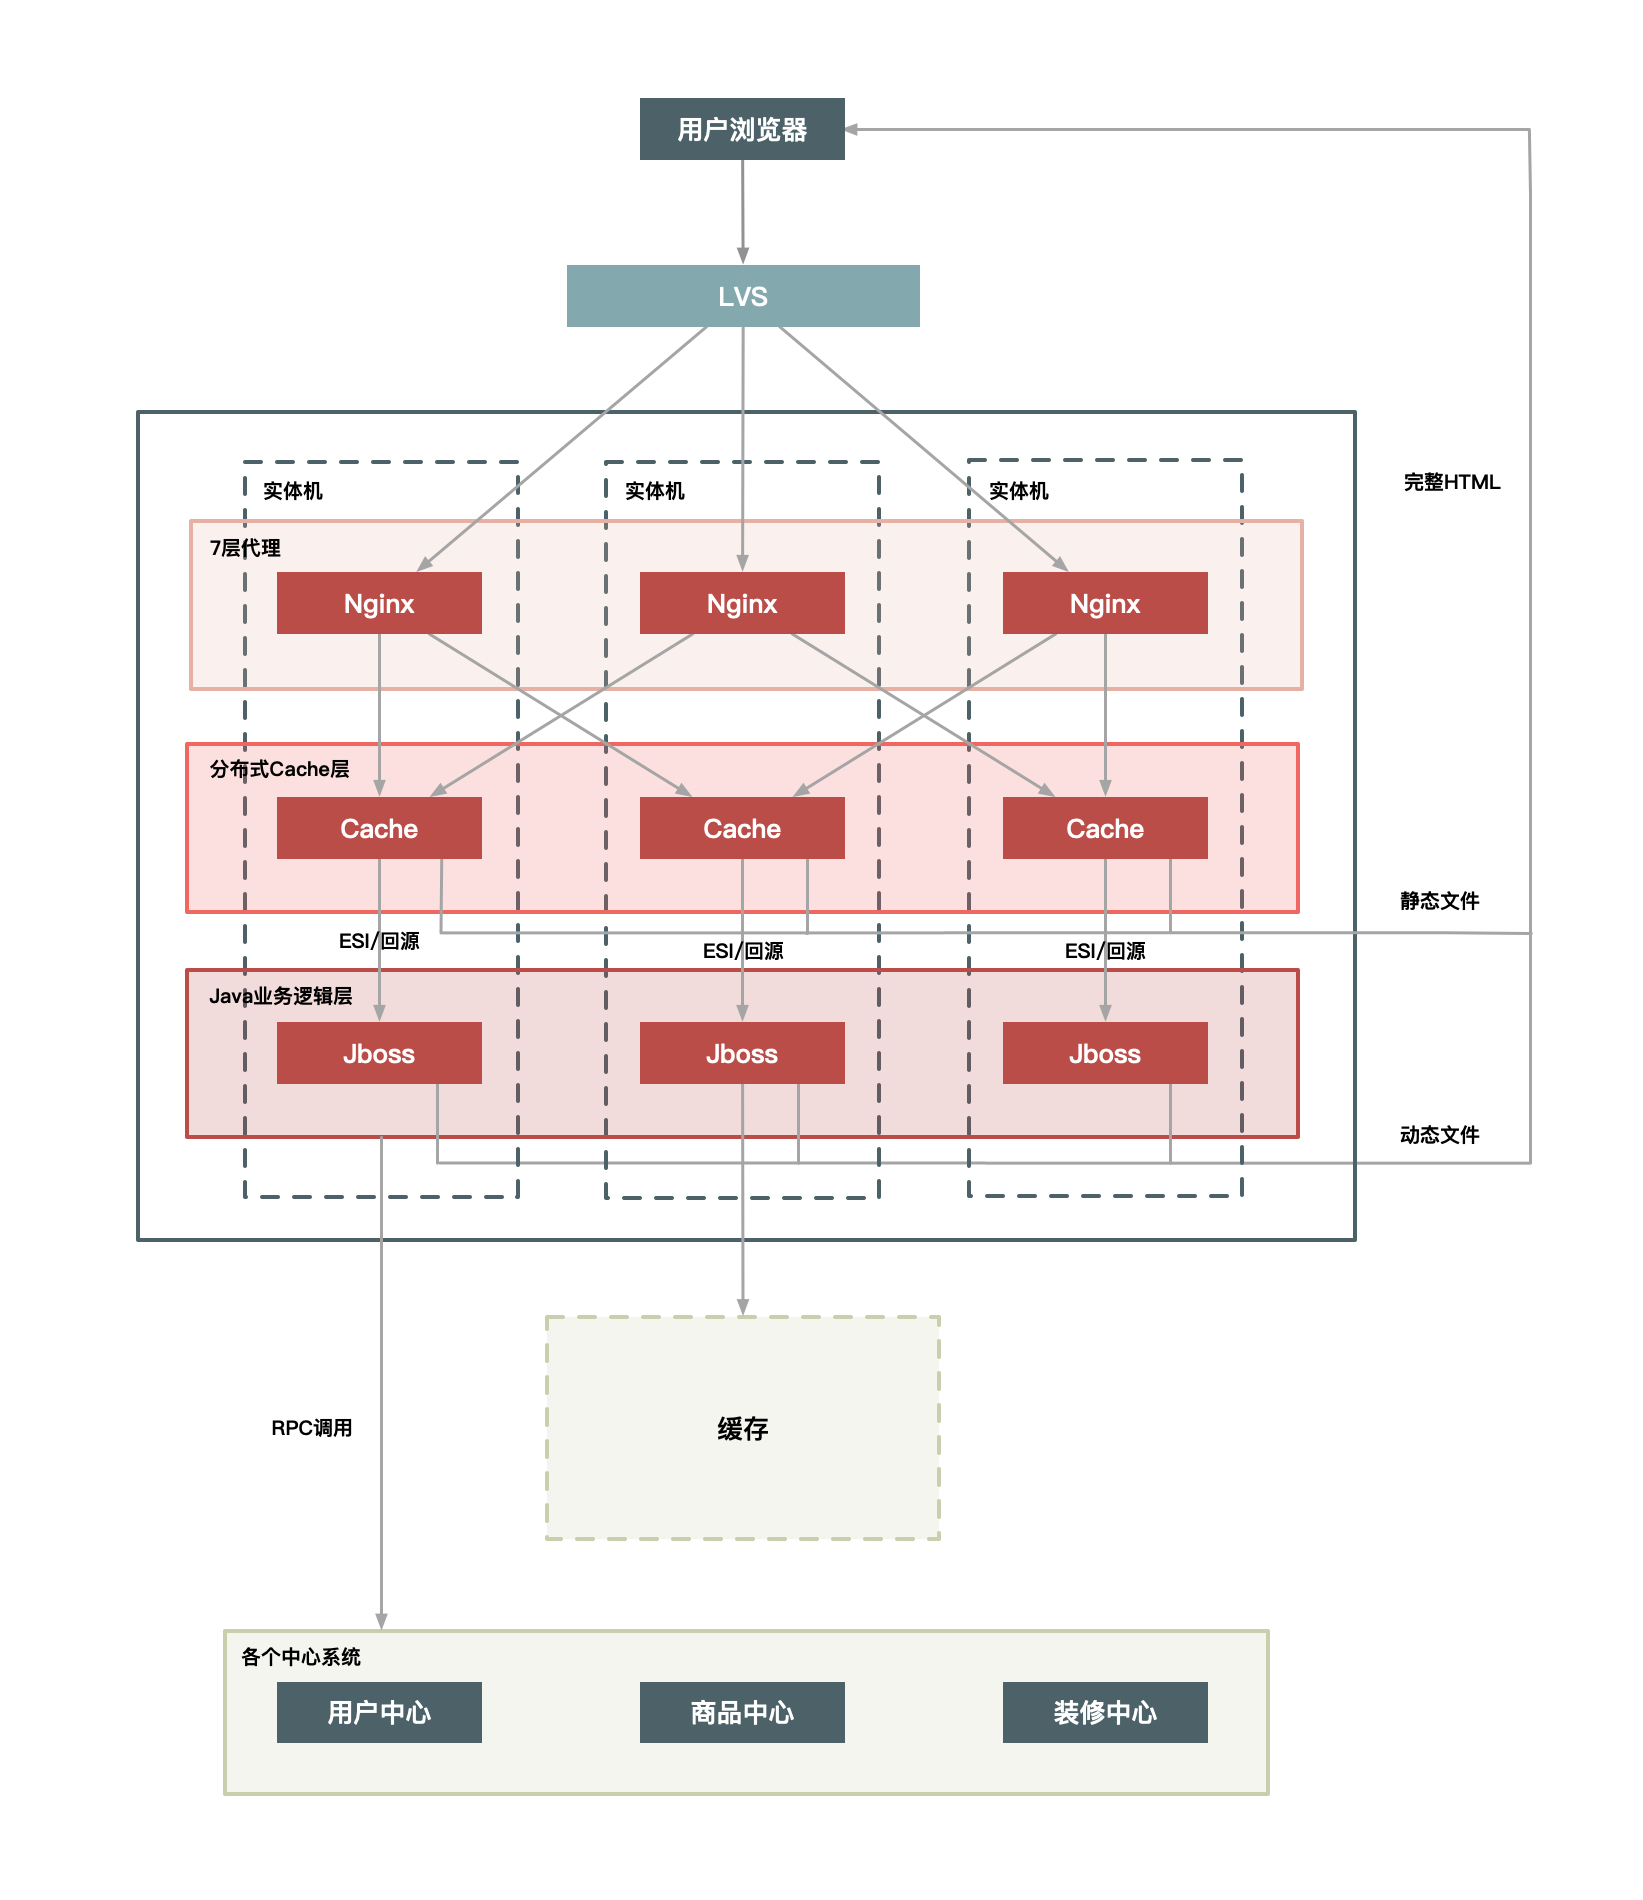 用户浏览器
LVS
完整HTML
实体机
实体机
实体机
7层代理
Nginx
Nginx
Nginx
分布式Cache层
Cache
Cache
Cache
静态文件
ESI/回源
ESI/回源
ESI/回源
Java业务逻辑层
Jboss
Jboss
Jboss
动态文件
RPC调用
缓存
各个中心系统
用户中心
商品中心
装修中心